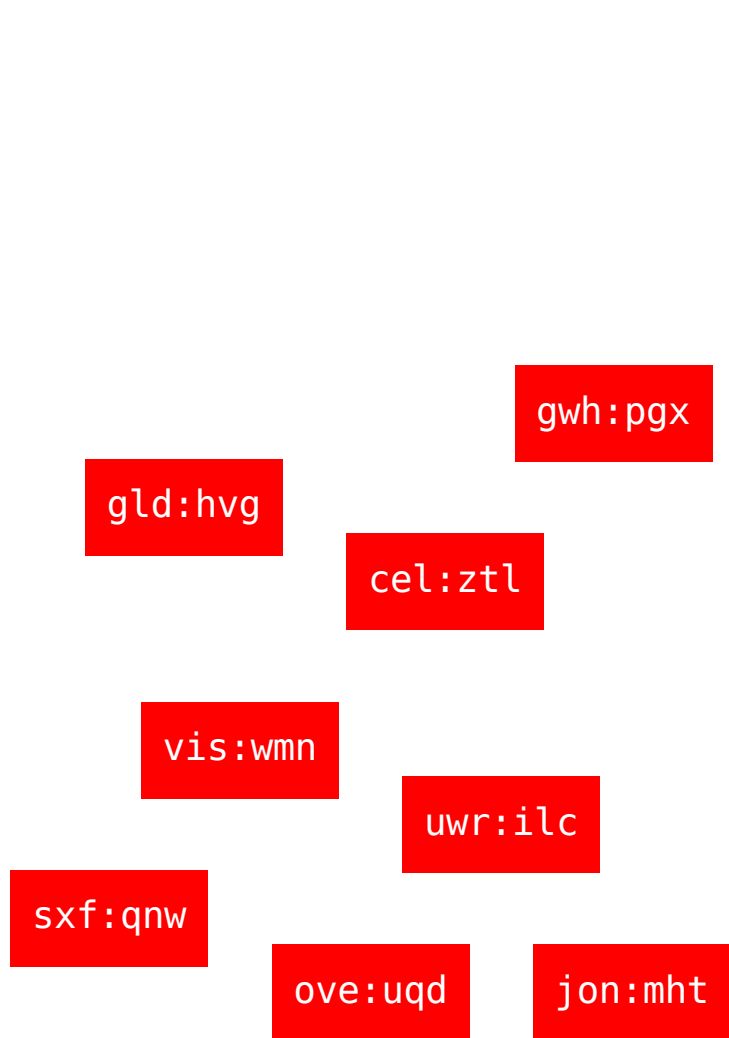 gwh:pgx
gld:hvg
cel:ztl
vis:wmn
uwr:ilc
sxf:qnw
ove:uqd
jon:mht